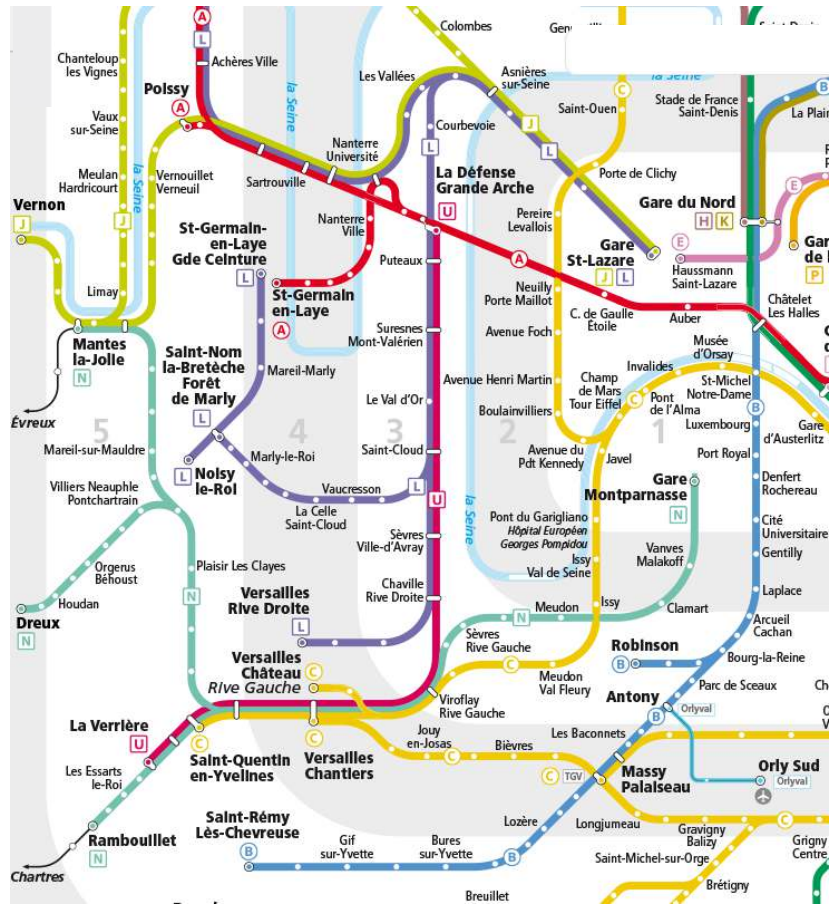 Colombes
A
L
Achères Ville
Chanteloup
les Vignes
la Seine
Les Vallées
Asnières
sur-Seine
la Seine
Poissy
A
C
Saint-Ouen
Stade de France
Saint-Denis
B
La Plain
Vaux
sur-Seine
la Seine
Courbevoie
J
L
Nanterre
Université
L
Porte de Clichy
E
Meulan
Hardricourt
Vernouillet
Verneuil
Sartrouville
La Défense
Grande Arche
U
Gare du Nord
H K
Vernon
J
J
St-Germain-
en-Laye
Gde Ceinture
L
Nanterre
Ville
Pereire
Levallois
Gare
St-Lazare
J L
E
Haussmann
Saint-Lazare
Gar
de l
P
Puteaux
A
Limay
St-Germain
en-Laye
A
Neuilly
Porte Maillot
C. de Gaulle
Étoile
Auber
Châtelet
Les Halles
Mantes
la-Jolie
N
Saint-Nom
la-Bretèche
Forêt
de Marly
L
Suresnes
Mont-Valérien
Avenue Foch
Musée
d'Orsay
Invalides
Mareil-Marly
Avenue Henri Martin
Champ
de Mars
Tour Eiffel
C
Pont
de l'Alma
St-Michel
Notre-Dame
Évreux
Le Val d'Or
Boulainvilliers
B
Luxembourg
Gare
d'Austerlitz
5
4
3
2
1
Mareil-sur-Mauldre
L
Noisy
le-Roi
Marly-le-Roi
Saint-Cloud
Avenue du
Pdt Kennedy
Javel
Port Royal
Villiers Neauphle
Pontchartrain
La Celle
Saint-Cloud
Vaucresson
L
U
la Seine
Gare
Montparnasse
N
Denfert
Rochereau
Pont du Garigliano
Hôpital Européen
Georges Pompidou
Cité
Universitaire
Sèvres
Ville-d'Avray
Issy
Val de Seine
Vanves
Malakoff
Gentilly
Orgerus
Béhoust
Plaisir Les Clayes
Houdan
N
Dreux
N
Versailles
Rive Droite
L
Chaville
Rive Droite
N
Meudon
Issy
Clamart
Laplace
Arcueil
Cachan
Versailles
Château
Rive Gauche
C
Sèvres
Rive Gauche
C
Meudon
Val Fleury
Robinson
B
Bourg-la-Reine
Parc de Sceaux
Viroflay
Rive Gauche
Antony
B
Orlyval
La Verrière
U
C
Saint-Quentin
en-Yvelines
C
Versailles
Chantiers
Jouy
en-Josas
C
Bièvres
Les Baconnets
C TGV
Massy
Palaiseau
Orly Sud
Orlyval
Les Essarts
le-Roi
Rambouillet
N
Saint-Rémy
Lès-Chevreuse
B
Gif
sur-Yvette
Bures
sur-Yvette
B
Lozère
Longjumeau
Gravigny
Balizy
C
Grigny
Centre
Saint-Michel-sur-Orge
Chartres
Breuillet
Brétigny